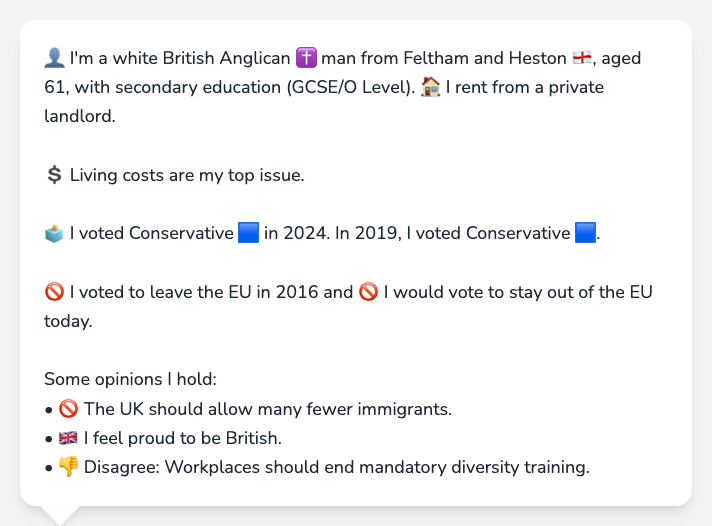 👤 I'm a white British Anglican ✝️ man from Feltham and Heston 🏴󠁧󠁢󠁥󠁮󠁧󠁿, aged
61, with secondary education (GCSE/O Level). 🏠 I rent from a private
landlord.
💲 Living costs are my top issue.
🗳️ I voted Conservative 🟦 in 2024. In 2019, I voted Conservative 🟦.
🚫 I voted to leave the EU in 2016 and 🚫 I would vote to stay out of the EU
today.
Some opinions I hold:
• 🚫 The UK should allow many fewer immigrants.
• 🇬🇧 I feel proud to be British.
• 👎 Disagree: Workplaces should end mandatory diversity training.